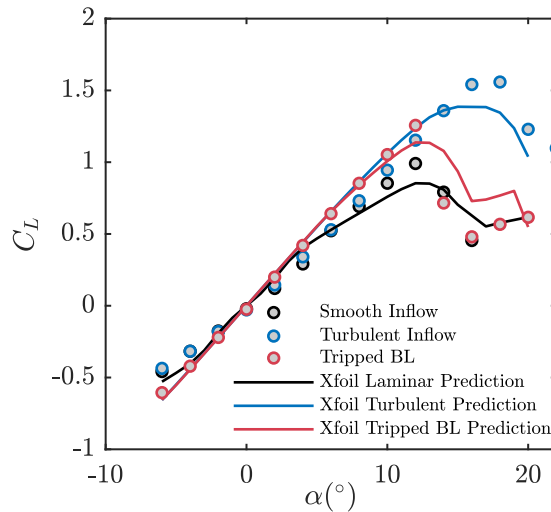 2
1.5
1
0.5
0
-0.5
-1
C_L
Smooth Inflow
Turbulent Inflow
Tripped BL
Xfoil Laminar Prediction
Xfoil Turbulent Prediction
Xfoil Tripped BL Prediction
-10 0 10 20
α(°)